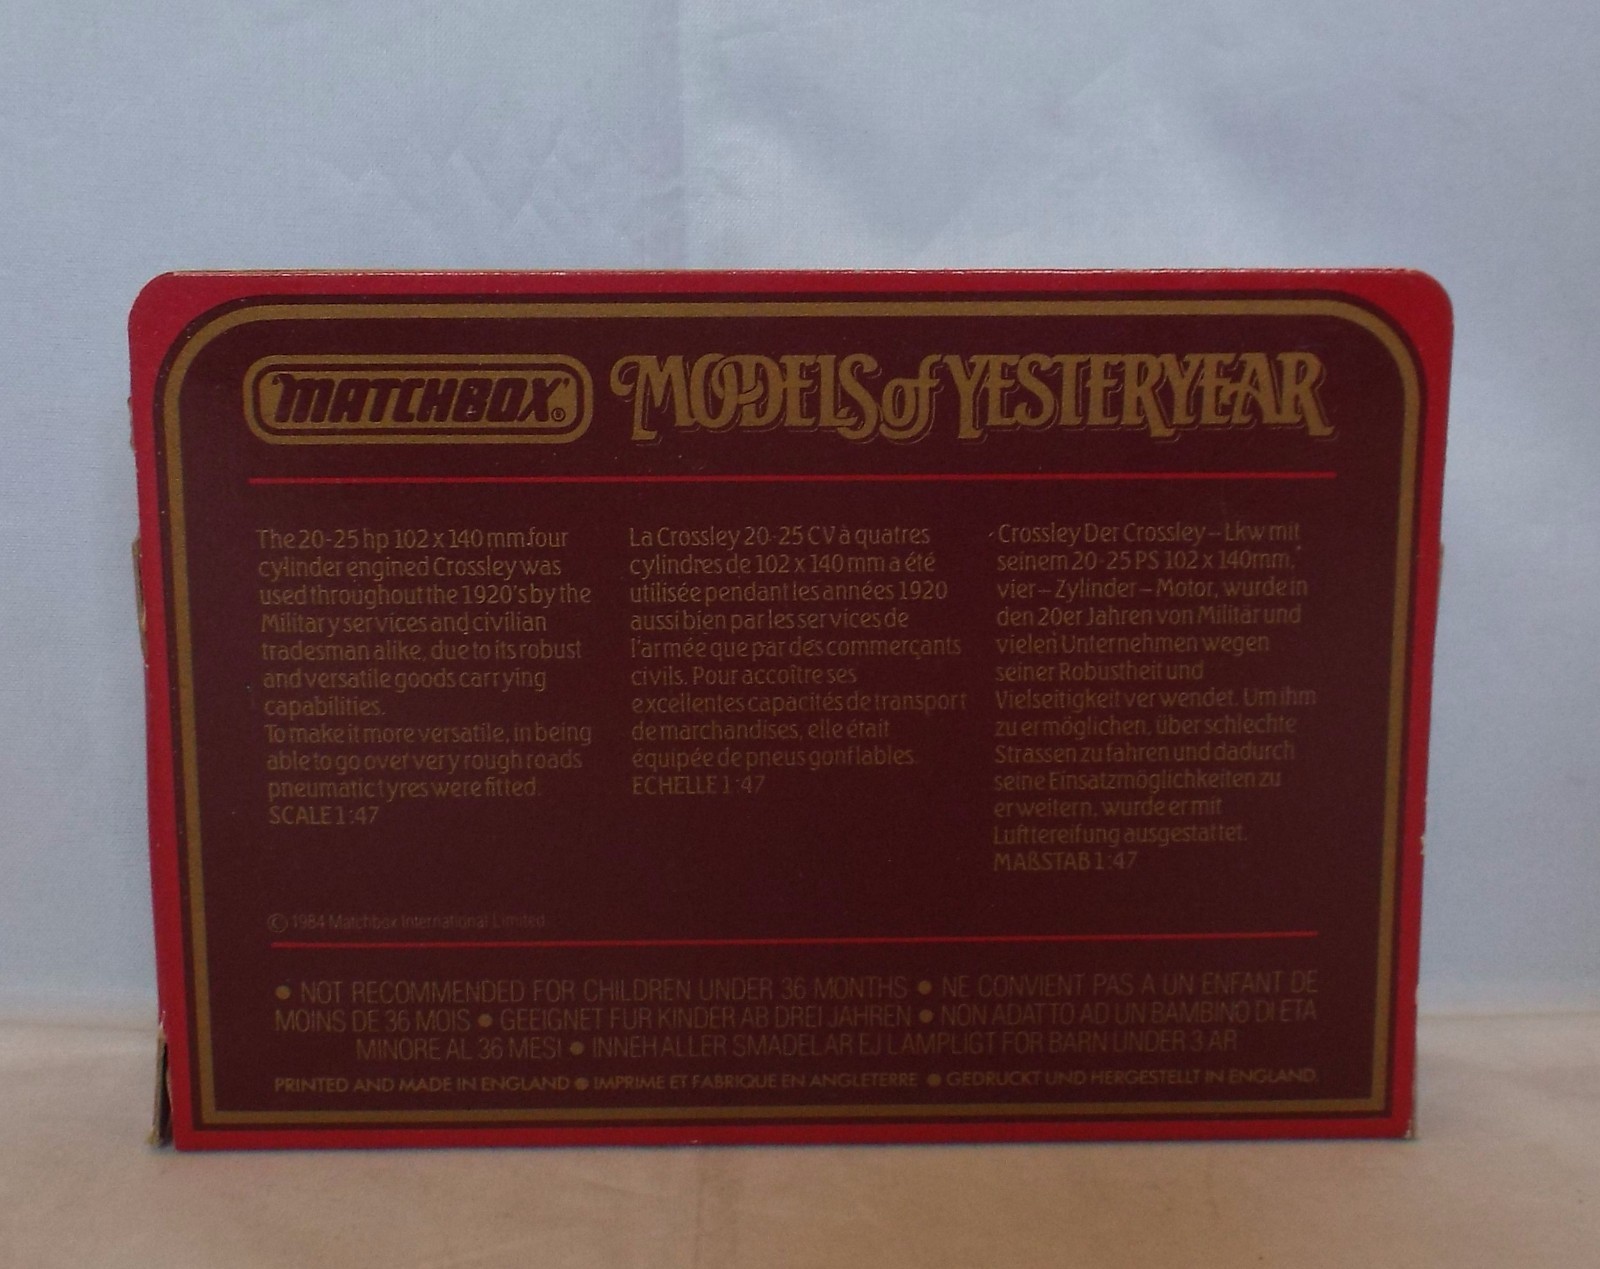 MATCHBOX® MODELS of YESTERYEAR
The 20-25 hp 102 x 140 mm four
cylinder engined Crossley was
used throughout the 1920's by the
Military services and civilian
tradesman alike, due to its robust
and versatile goods carrying
capabilities.
To make it more versatile, in being
able to go over very rough roads
pneumatic tyres were fitted.
SCALE 1:47
La Crossley 20-25 CV à quatres
cylindres de 102 x 140 mm a été
utilisée pendant les années 1920
aussi bien par les services de
l'armée que par des commerçants
civils. Pour accoître ses
excellentes capacités de transport
de marchandises, elle était
équipée de pneus gonflables.
ECHELLE 1:47
Crossley Der Crossley – Lkw mit
seinem 20-25 PS 102 x 140mm,
vier – Zylinder – Motor, wurde in
den 20er Jahren von Militär und
vielen Unternehmen wegen
seiner Robustheit und
Vielseitigkeit verwendet. Um ihm
zu ermöglichen, über schlechte
Strassen zu fahren und dadurch
seine Einsatzmöglichkeiten zu
erweitern, wurde er mit
Lufttereifung ausgestattet.
MAßSTAB 1:47
© 1984 Matchbox International Limited
• NOT RECOMMENDED FOR CHILDREN UNDER 36 MONTHS • NE CONVIENT PAS A UN ENFANT DE
MOINS DE 36 MOIS • GEEIGNET FUR KINDER AB DREI JAHREN • NON ADATTO AD UN BAMBINO DI ETA
MINORE AL 36 MESI • INNEHALLER SMADELAR EJ LAMPLIGT FOR BARN UNDER 3 AR
PRINTED AND MADE IN ENGLAND • IMPRIME ET FABRIQUE EN ANGLETERRE • GEDRUCKT UND HERGESTELLT IN ENGLAND.